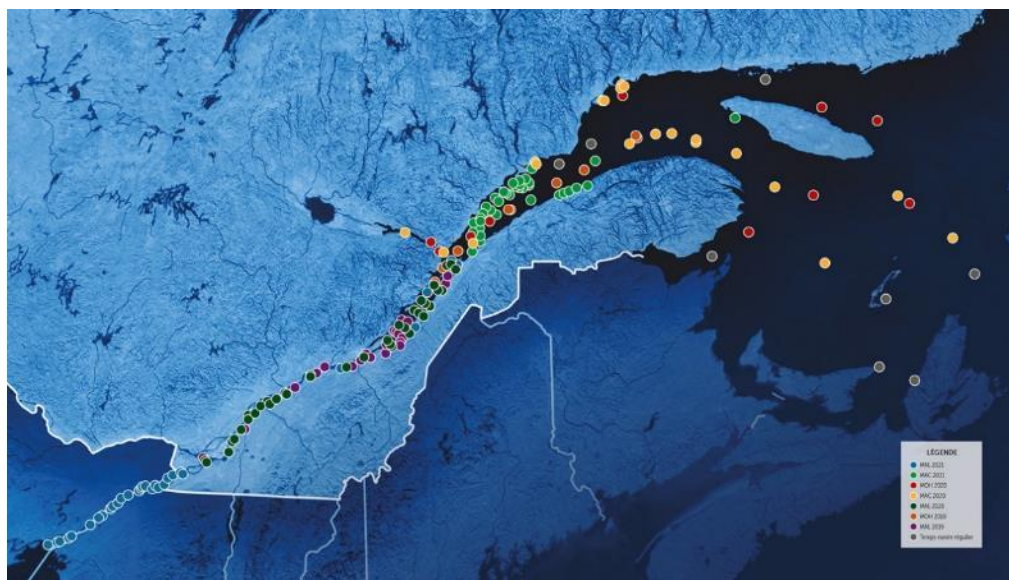 LÉGENDE
MAL 2021
MAC 2021
MOH 2020
MAC 2020
MAL 2020
MOH 2019
MAL 2019
Temps navire régulier